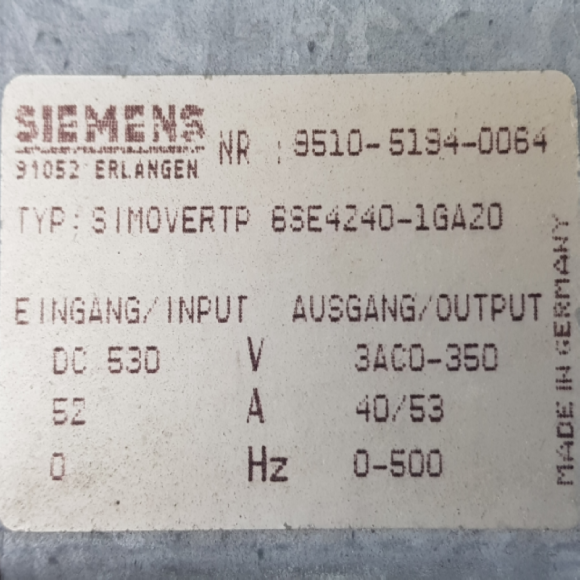 SIEMENS
91052 ERLANGEN
NR : 9510-5194-0064
TYP: SIMOVERTP 6SE4240-1GA20
EINGANG/INPUT AUSGANG/OUTPUT
DC 530 V 3AC0-350
52 A 40/53
0 Hz 0-500
MADE IN GERMANY